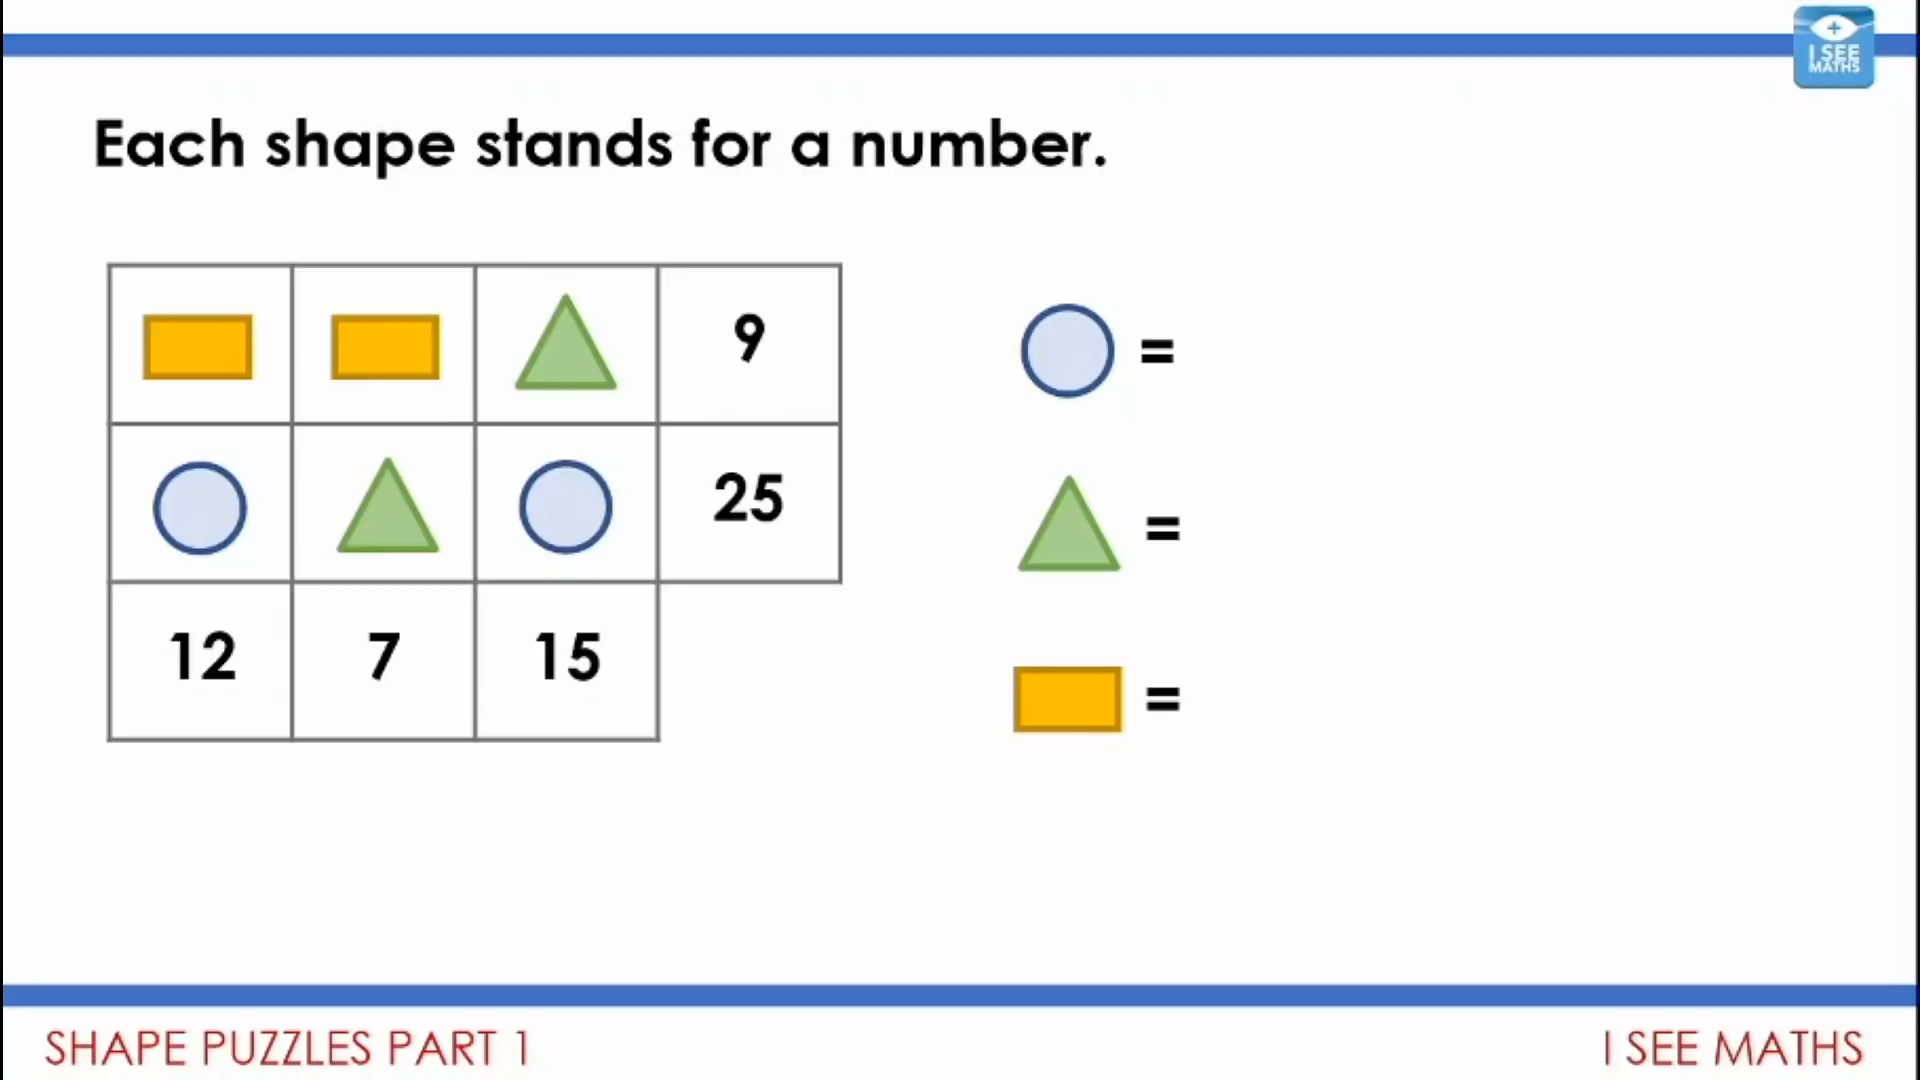 I SEE
MATHS
Each shape stands for a number.
9
=
25
=
12 7 15
=
SHAPE PUZZLES PART 1
I SEE MATHS